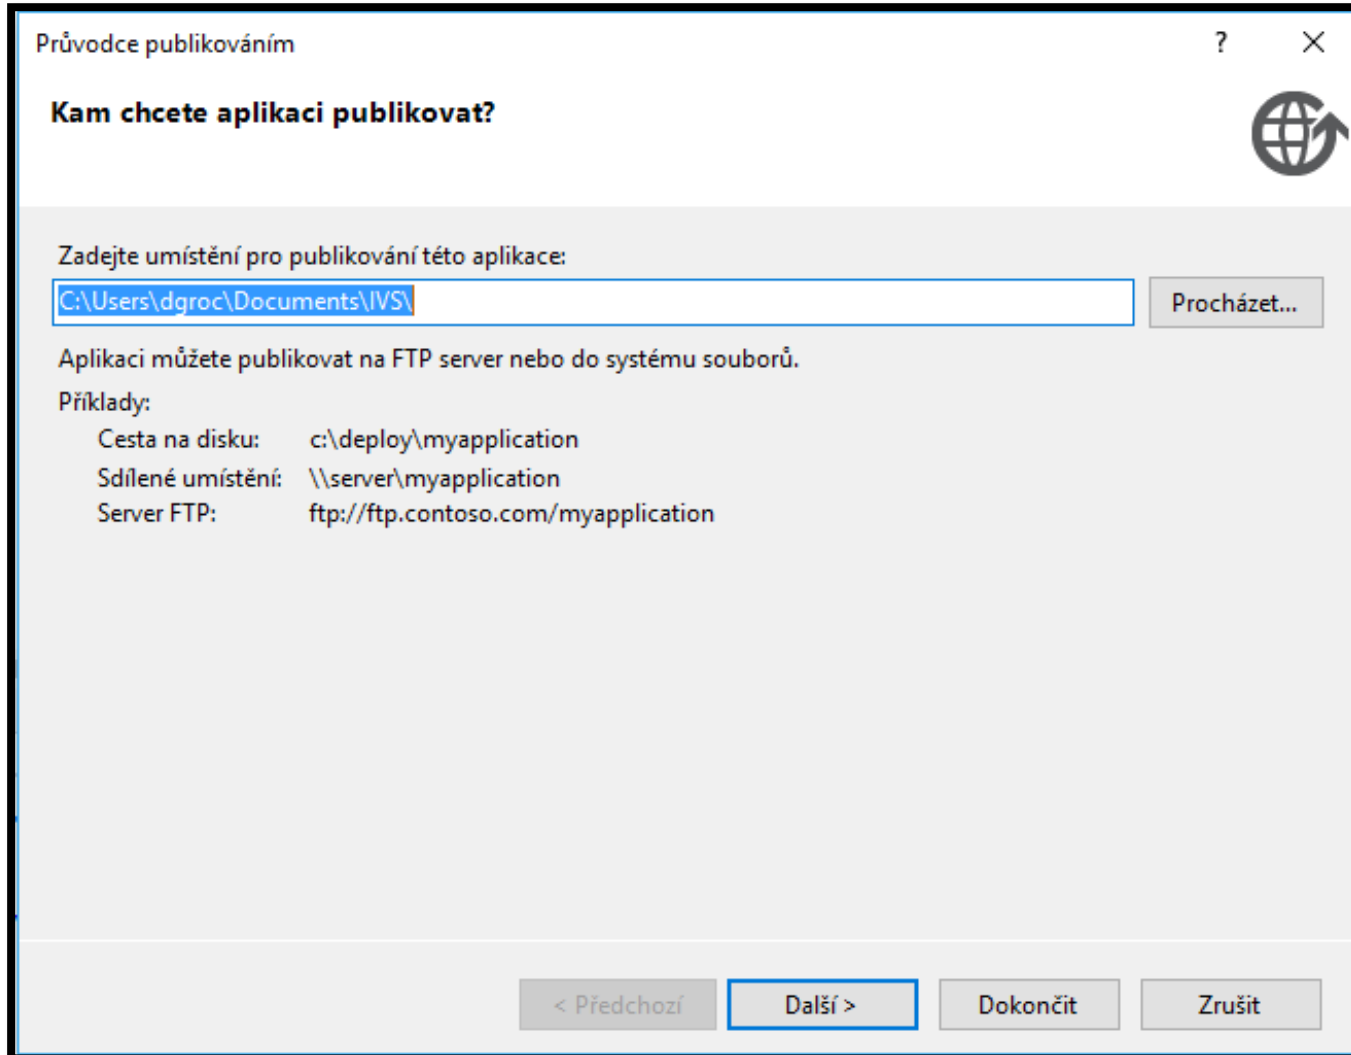 Průvodce publikováním ?
Kam chcete aplikaci publikovat?
Zadejte umístění pro publikování této aplikace:
C:\Users\dgroc\Documents\IVS\ Procházet...
Aplikaci můžete publikovat na FTP server nebo do systému souborů.
Příklady:
Cesta na disku: c:\deploy\myapplication
Sdílené umístění: \\server\myapplication
Server FTP: ftp://ftp.contoso.com/myapplication
< Předchozí Další > Dokončit Zrušit